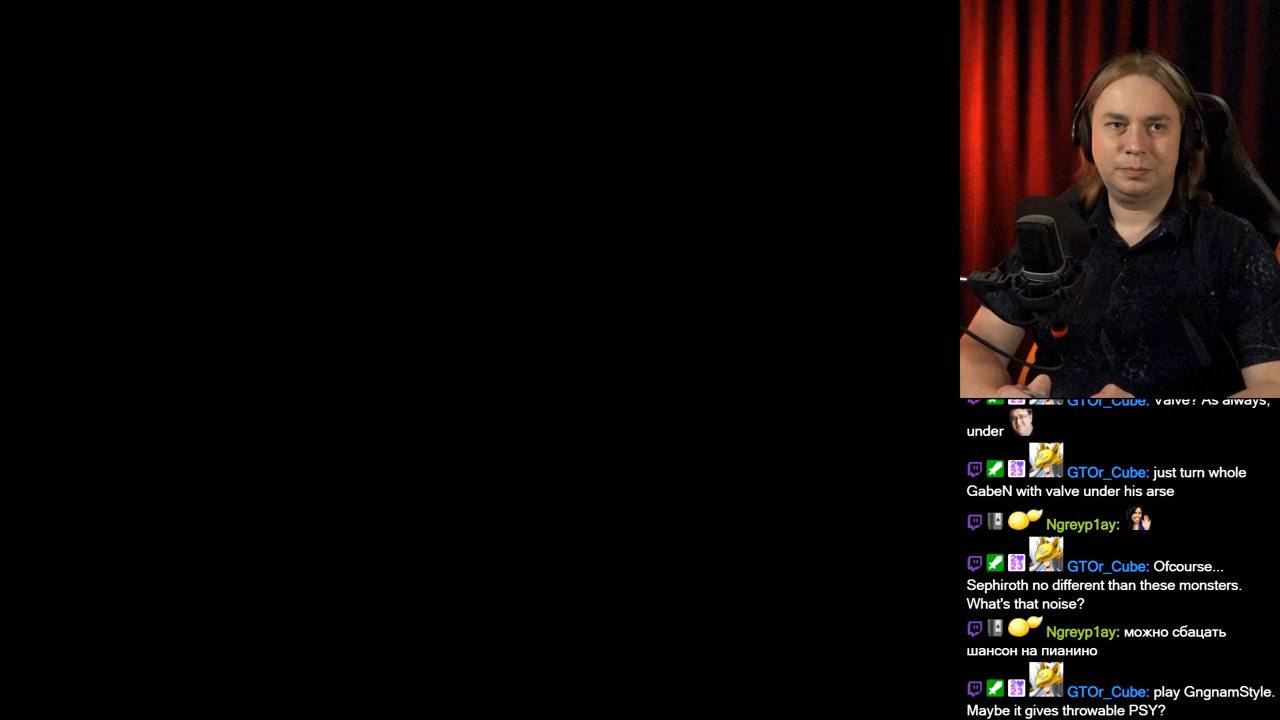 GTOr_Cube: Valve? As always,
under
GTOr_Cube: just turn whole
GabeN with valve under his arse
Ngreyp1ay:
GTOr_Cube: Ofcourse...
Sephiroth no different than these monsters.
What's that noise?
Ngreyp1ay: можно сбацать
шансон на пианино
GTOr_Cube: play GngnamStyle.
Maybe it gives throwable PSY?